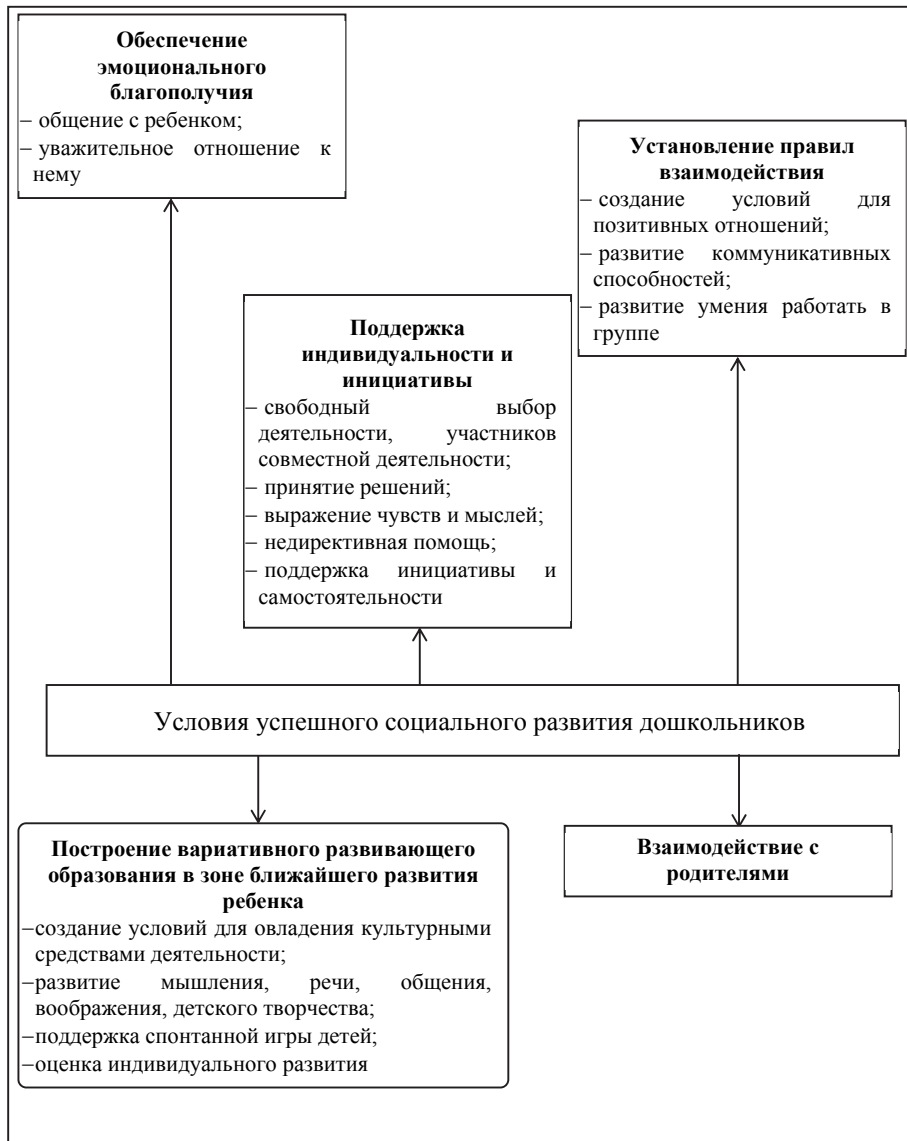 Обеспечение
эмоционального
благополучия
– общение с ребенком;
– уважительное отношение к
нему
Установление правил
взаимодействия
– создание условий для
позитивных отношений;
– развитие коммуникативных
способностей;
– развитие умения работать в
группе
Поддержка
индивидуальности и
инициативы
– свободный выбор
деятельности, участников
совместной деятельности;
– принятие решений;
– выражение чувств и мыслей;
– недирективная помощь;
– поддержка инициативы и
самостоятельности
Условия успешного социального развития дошкольников
Построение вариативного развивающего
образования в зоне ближайшего развития
ребенка
–создание условий для овладения культурными
средствами деятельности;
–развитие мышления, речи, общения,
воображения, детского творчества;
–поддержка спонтанной игры детей;
–оценка индивидуального развития
Взаимодействие с
родителями